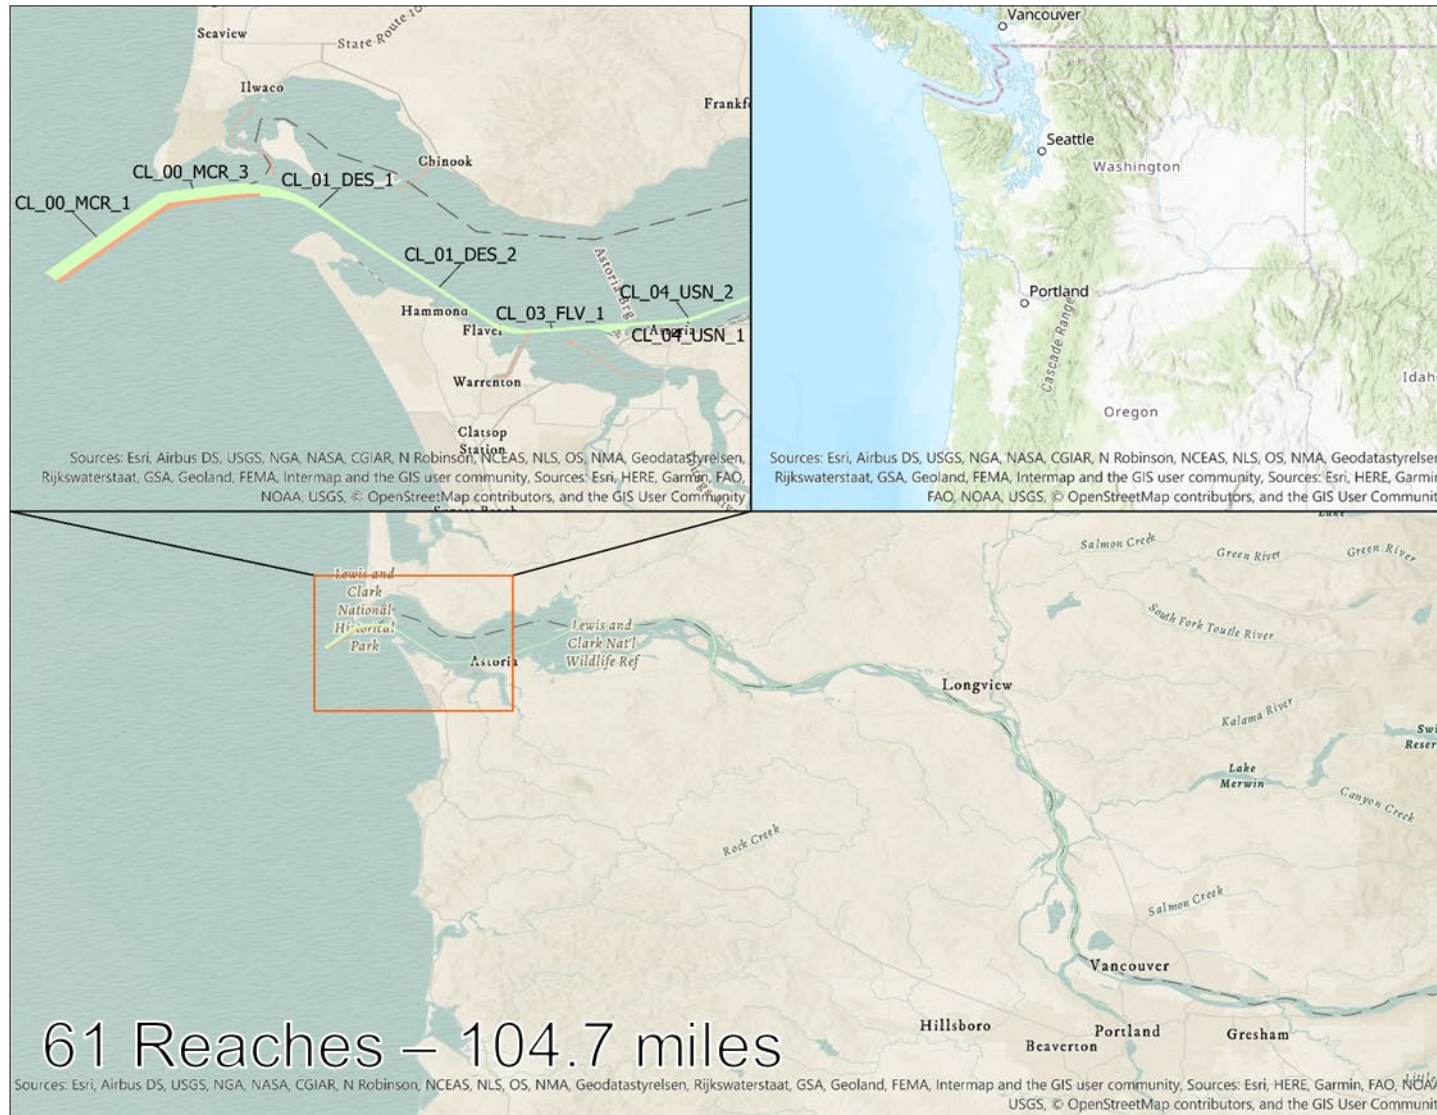 Seaview
State-Route-10
Ilwaco
Frankf
Chinook
CL_00_MCR_3
CL_01_DES_1
CL_00_MCR_1
CL_01_DES_2
Astoria Brg
CL_04_USN_2
Hammond
CL_03_FLV_1
Flavel
Astoria
CL_04_USN_1
Warrenton
Clatsop
Station
Sources: Esri, Airbus DS, USGS, NGA, NASA, CGIAR, N Robinson, NCEAS, NLS, OS, NMA, Geodatastyrelsen,
Rijkswaterstaat, GSA, Geoland, FEMA, Intermap and the GIS user community, Sources: Esri, HERE, Garmin, FAO,
NOAA, USGS, © OpenStreetMap contributors, and the GIS User Community
Vancouver
Seattle
Washington
Portland
Cascade Range
Idah
Oregon
Sources: Esri, Airbus DS, USGS, NGA, NASA, CGIAR, N Robinson, NCEAS, NLS, OS, NMA, Geodatastyrelsen
Rijkswaterstaat, GSA, Geoland, FEMA, Intermap and the GIS user community, Sources: Esri, HERE, Garmin
FAO, NOAA, USGS, © OpenStreetMap contributors, and the GIS User Communit
Lake
Salmon Creek
Green River
Green River
Lewis and
Clark
National
Historical
Park
Lewis and
Clark Nat'l
Wildlife Ref
South Fork Toutle River
Astoria
Longview
Kalama River
Swi
Reser
Lake
Merwin
Canyon Creek
Rock Creek
Salmon Creek
Vancouver
Hillsboro
Portland
Gresham
Beaverton
61 Reaches – 104.7 miles
Little
Sources: Esri, Airbus DS, USGS, NGA, NASA, CGIAR, N Robinson, NCEAS, NLS, OS, NMA, Geodatastyrelsen, Rijkswaterstaat, GSA, Geoland, FEMA, Intermap and the GIS user community, Sources: Esri, HERE, Garmin, FAO, NOAA
USGS, © OpenStreetMap contributors, and the GIS User Communit